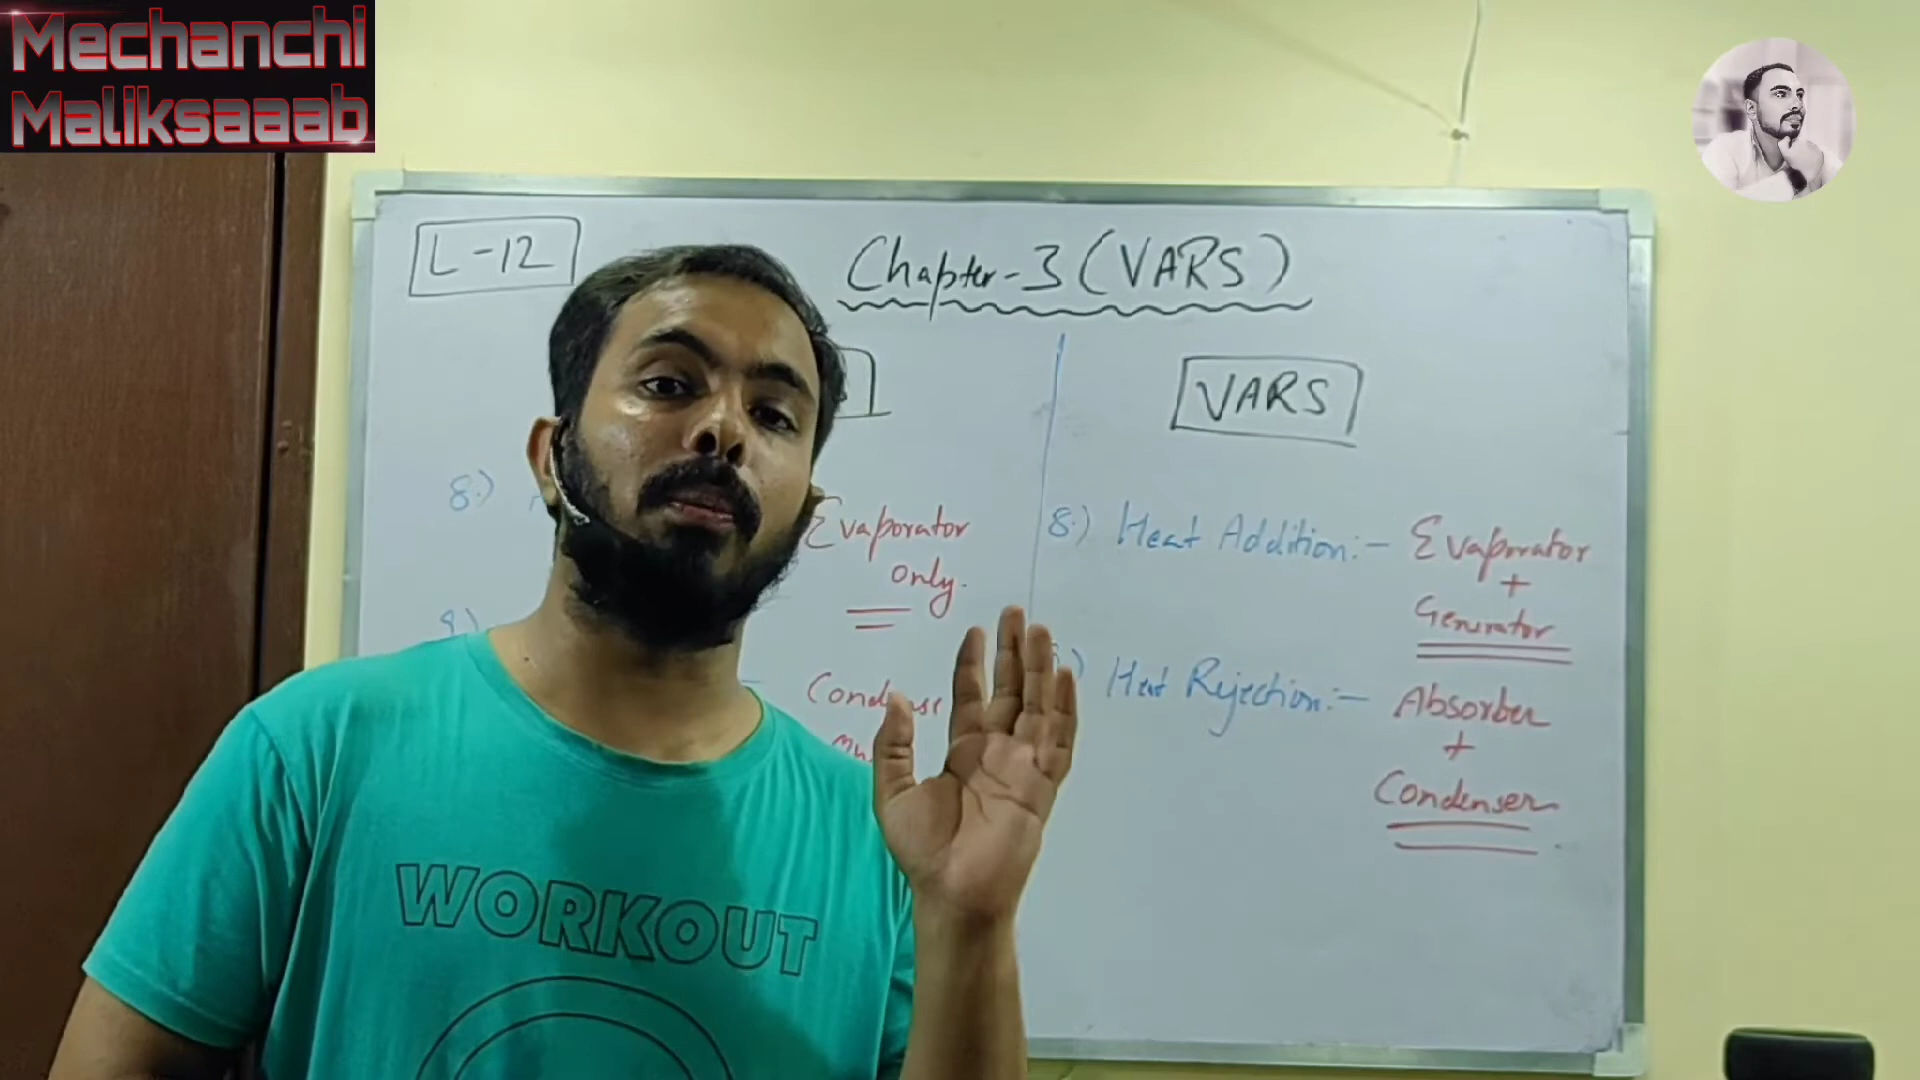 Mechanchi
Maliksaaab
L-12
Chapter-3 (VARS)
VARS
8.)
Evaporator
only.
8.) Heat Addition:- Evaporator
+
Generator
9)
Heat Rejection:- Absorber
+
Condenser
WORKOUT